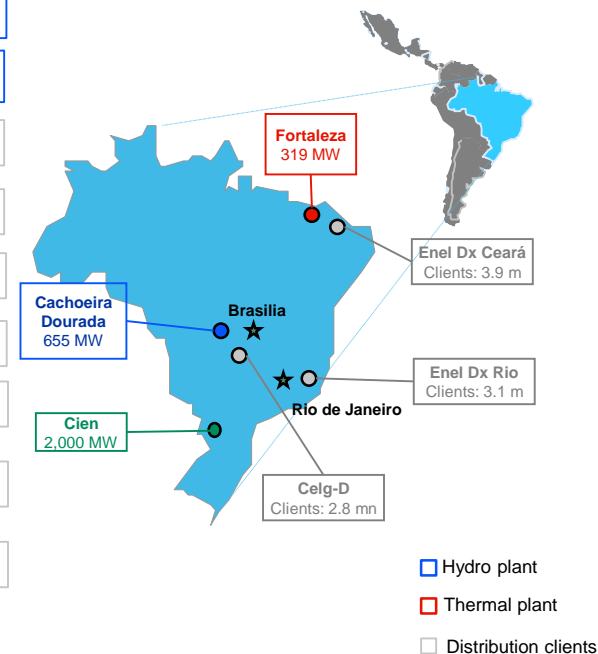 Fortaleza
319 MW
Enel Dx Ceará
Clients: 3.9 m
Cachoeira
Dourada
655 MW
Brasilia
Enel Dx Rio
Clients: 3.1 m
Rio de Janeiro
Cien
2,000 MW
Celg-D
Clients: 2.8 mn
Hydro plant
Thermal plant
Distribution clients